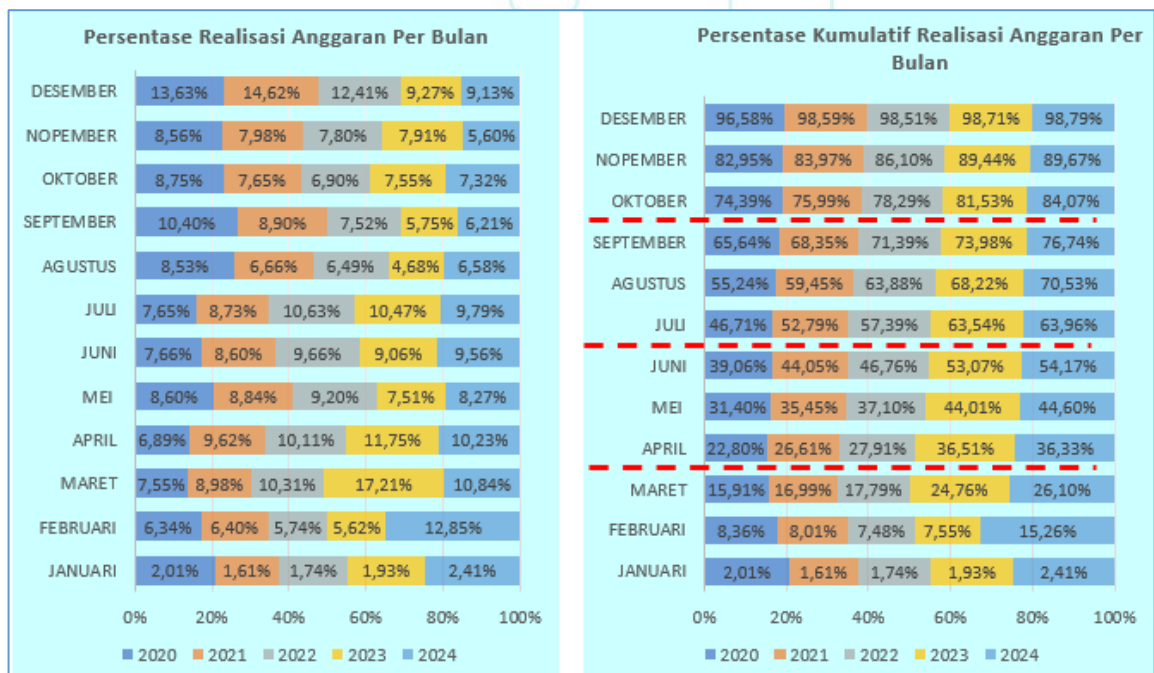 Persentase Realisasi Anggaran Per Bulan
DESEMBER 13,63% 14,62% 12,41% 9,27% 9,13%
NOPEMBER 8,56% 7,98% 7,80% 7,91% 5,60%
OKTOBER 8,75% 7,65% 6,90% 7,55% 7,32%
SEPTEMBER 10,40% 8,90% 7,52% 5,75% 6,21%
AGUSTUS 8,53% 6,66% 6,49% 4,68% 6,58%
JULI 7,65% 8,73% 10,63% 10,47% 9,79%
JUNI 7,66% 8,60% 9,66% 9,06% 9,56%
MEI 8,60% 8,84% 9,20% 7,51% 8,27%
APRIL 6,89% 9,62% 10,11% 11,75% 10,23%
MARET 7,55% 8,98% 10,31% 17,21% 10,84%
FEBRUARI 6,34% 6,40% 5,74% 5,62% 12,85%
JANUARI 2,01% 1,61% 1,74% 1,93% 2,41%
0% 20% 40% 60% 80% 100%
2020 2021 2022 2023 2024
Persentase Kumulatif Realisasi Anggaran Per
Bulan
DESEMBER 96,58% 98,59% 98,51% 98,71% 98,79%
NOPEMBER 82,95% 83,97% 86,10% 89,44% 89,67%
OKTOBER 74,39% 75,99% 78,29% 81,53% 84,07%
SEPTEMBER 65,64% 68,35% 71,39% 73,98% 76,74%
AGUSTUS 55,24% 59,45% 63,88% 68,22% 70,53%
JULI 46,71% 52,79% 57,39% 63,54% 63,96%
JUNI 39,06% 44,05% 46,76% 53,07% 54,17%
MEI 31,40% 35,45% 37,10% 44,01% 44,60%
APRIL 22,80% 26,61% 27,91% 36,51% 36,33%
MARET 15,91% 16,99% 17,79% 24,76% 26,10%
FEBRUARI 8,36% 8,01% 7,48% 7,55% 15,26%
JANUARI 2,01% 1,61% 1,74% 1,93% 2,41%
0% 20% 40% 60% 80% 100%
2020 2021 2022 2023 2024